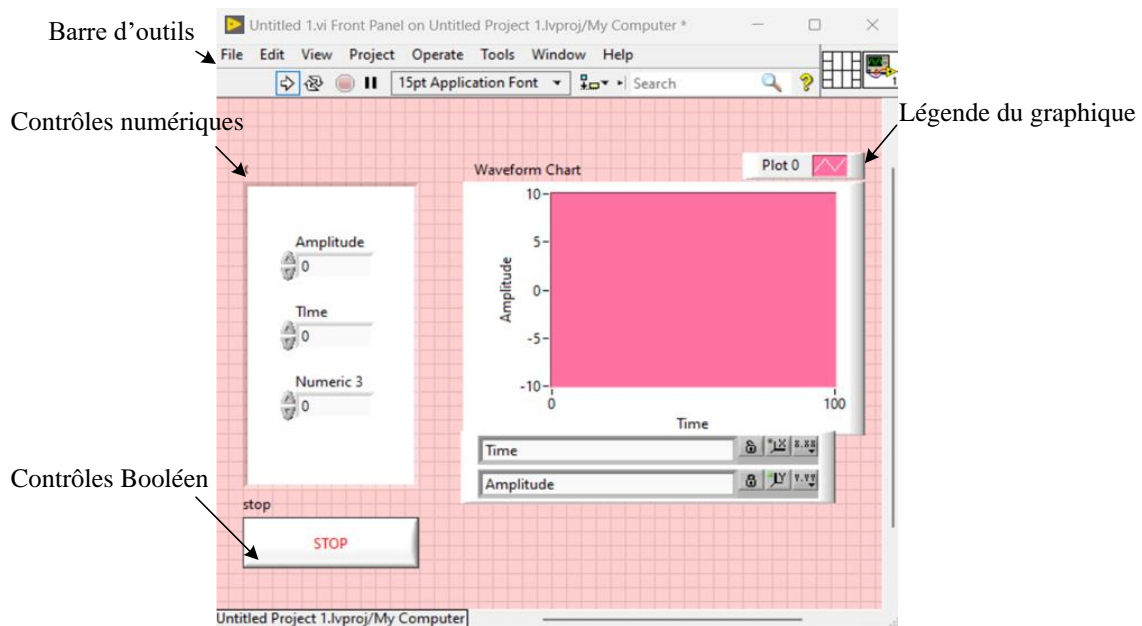 Untitled 1.vi Front Panel on Untitled Project 1.lvproj/My Computer *
Barre d’outils
File Edit View Project Operate Tools Window Help
15pt Application Font
Search
?
1
Contrôles numériques
Légende du graphique
Waveform Chart
Plot 0
Amplitude
0
TIme
0
Numeric 3
0
10
5
0
-5
-10
Amplitude
0
100
Time
Time
X
X.XX
Amplitude
Y
Y.YY
Contrôles Booléen
stop
STOP
Untitled Project 1.lvproj/My Computer